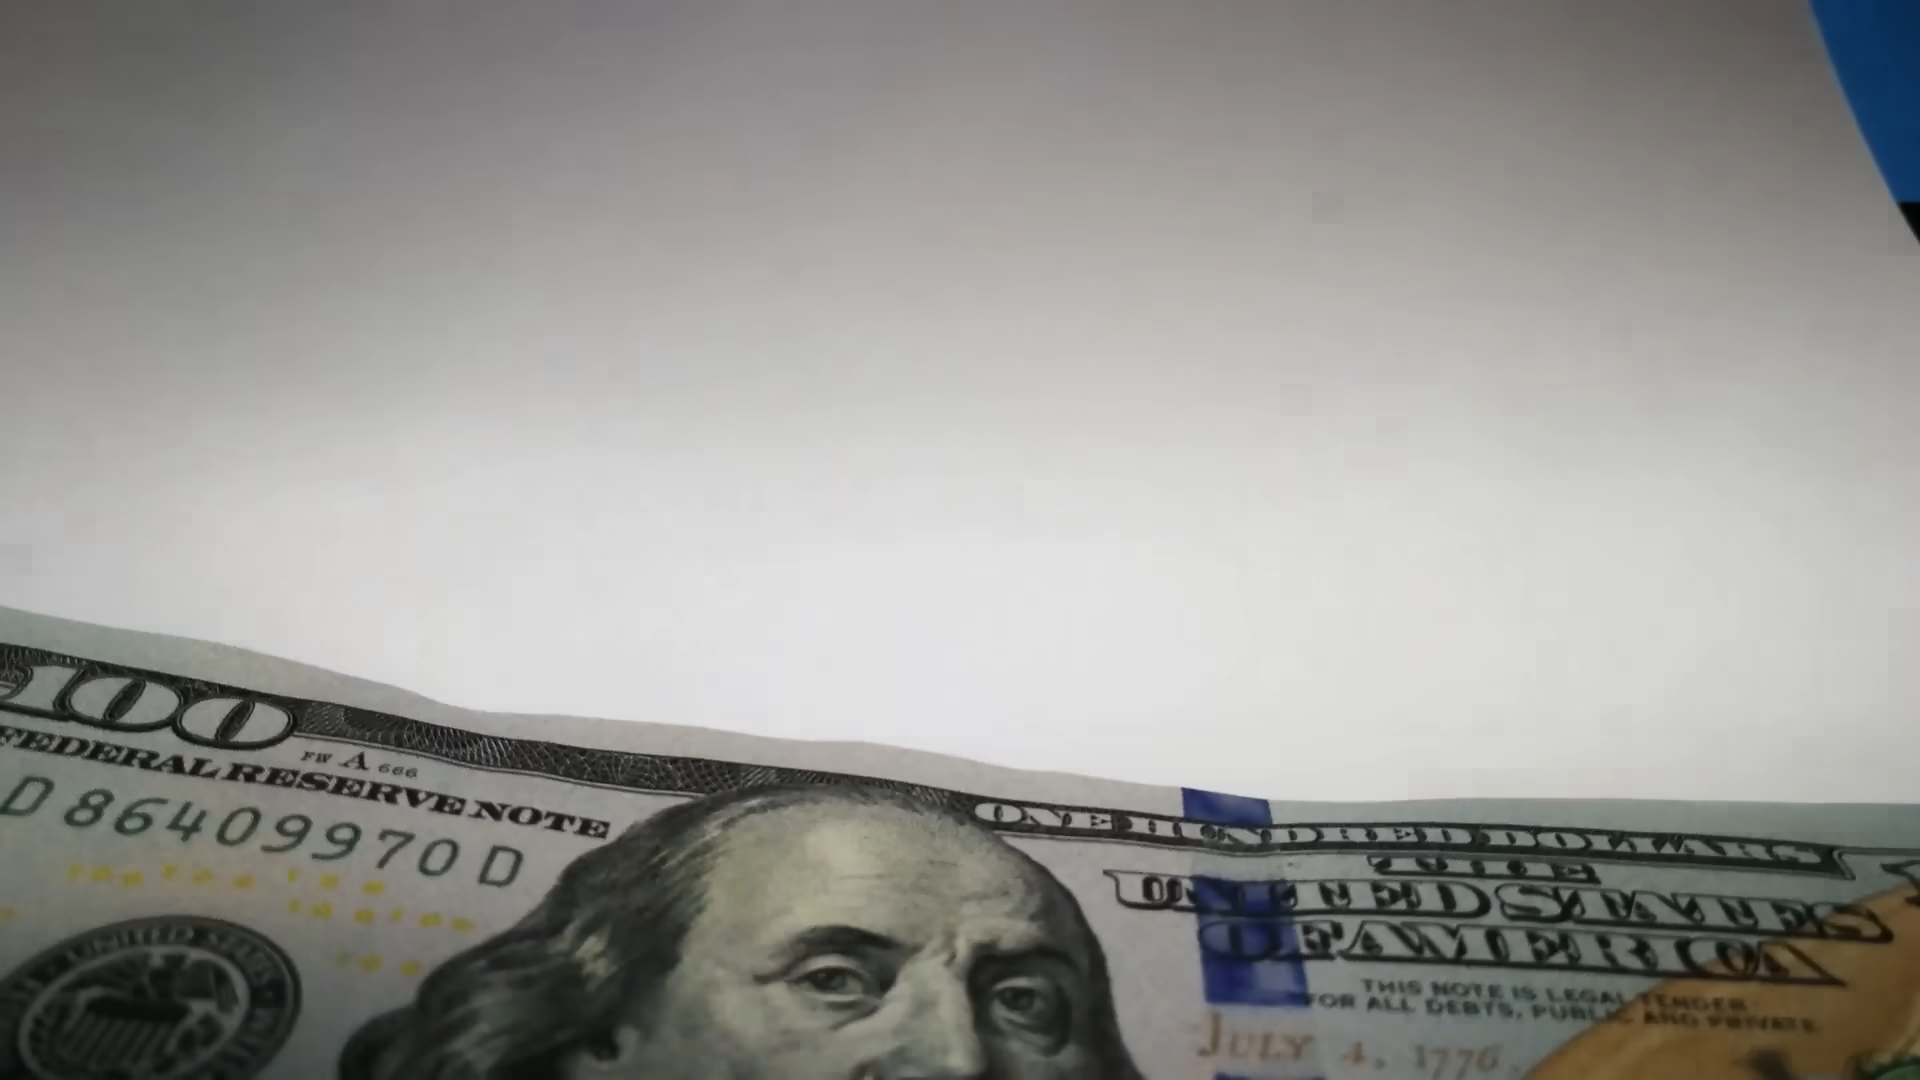 100
FEDERAL RESERVE NOTE
FW A 666
D 86409970 D
ONE HUNDRED DOLLARS
THE
UNITED STATES
OF AMERICA
THIS NOTE IS LEGAL TENDER
FOR ALL DEBTS, PUBLIC AND PRIVATE
JULY 4, 1776